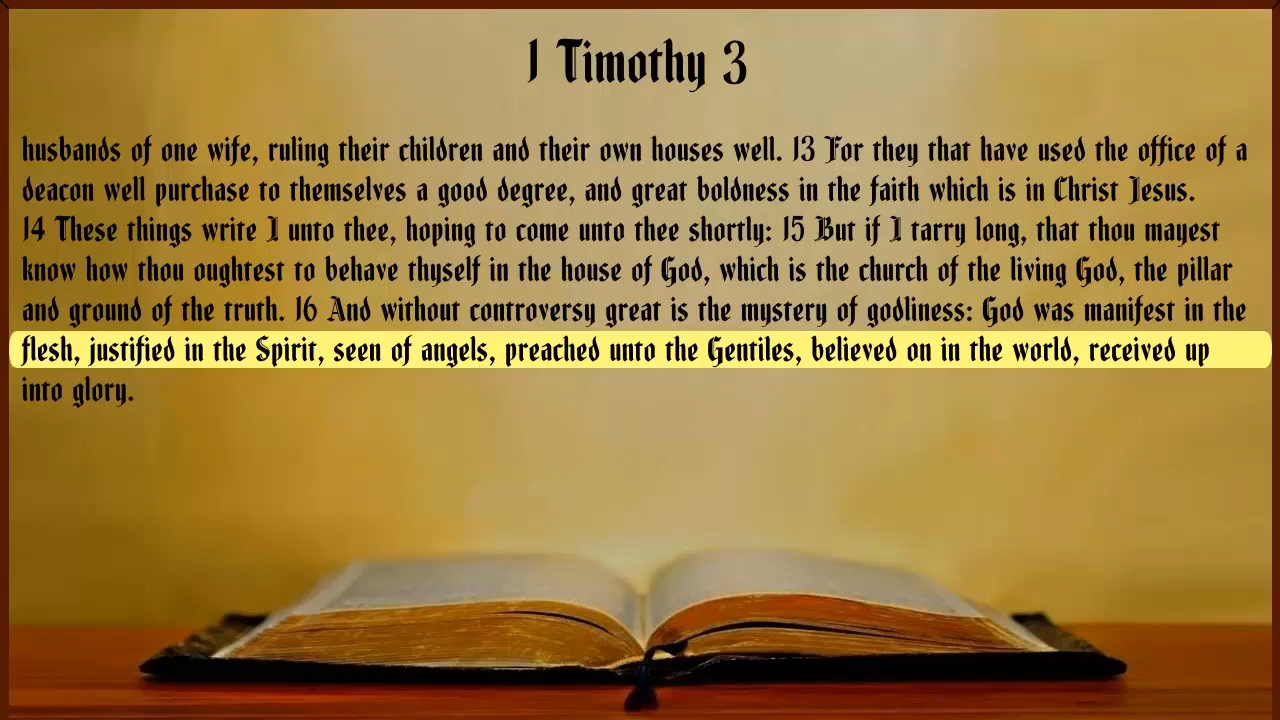 1 Timothy 3
husbands of one wife, ruling their children and their own houses well. 13 For they that have used the office of a
deacon well purchase to themselves a good degree, and great boldness in the faith which is in Christ Jesus.
14 These things write I unto thee, hoping to come unto thee shortly: 15 But if I tarry long, that thou mayest
know how thou oughtest to behave thyself in the house of God, which is the church of the living God, the pillar
and ground of the truth. 16 And without controversy great is the mystery of godliness: God was manifest in the
flesh, justified in the Spirit, seen of angels, preached unto the Gentiles, believed on in the world, received up
into glory.